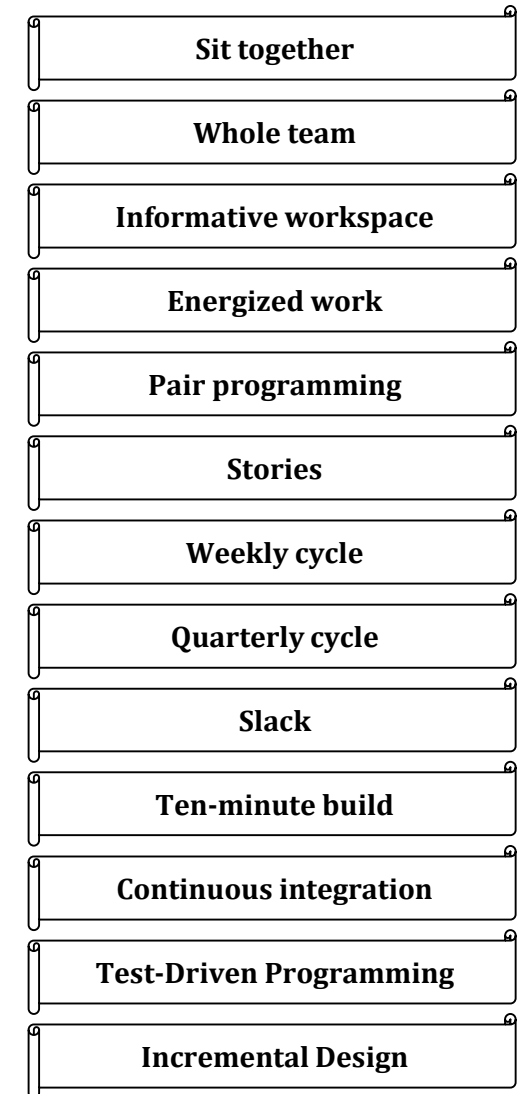 Sit together
Whole team
Informative workspace
Energized work
Pair programming
Stories
Weekly cycle
Quarterly cycle
Slack
Ten-minute build
Continuous integration
Test-Driven Programming
Incremental Design